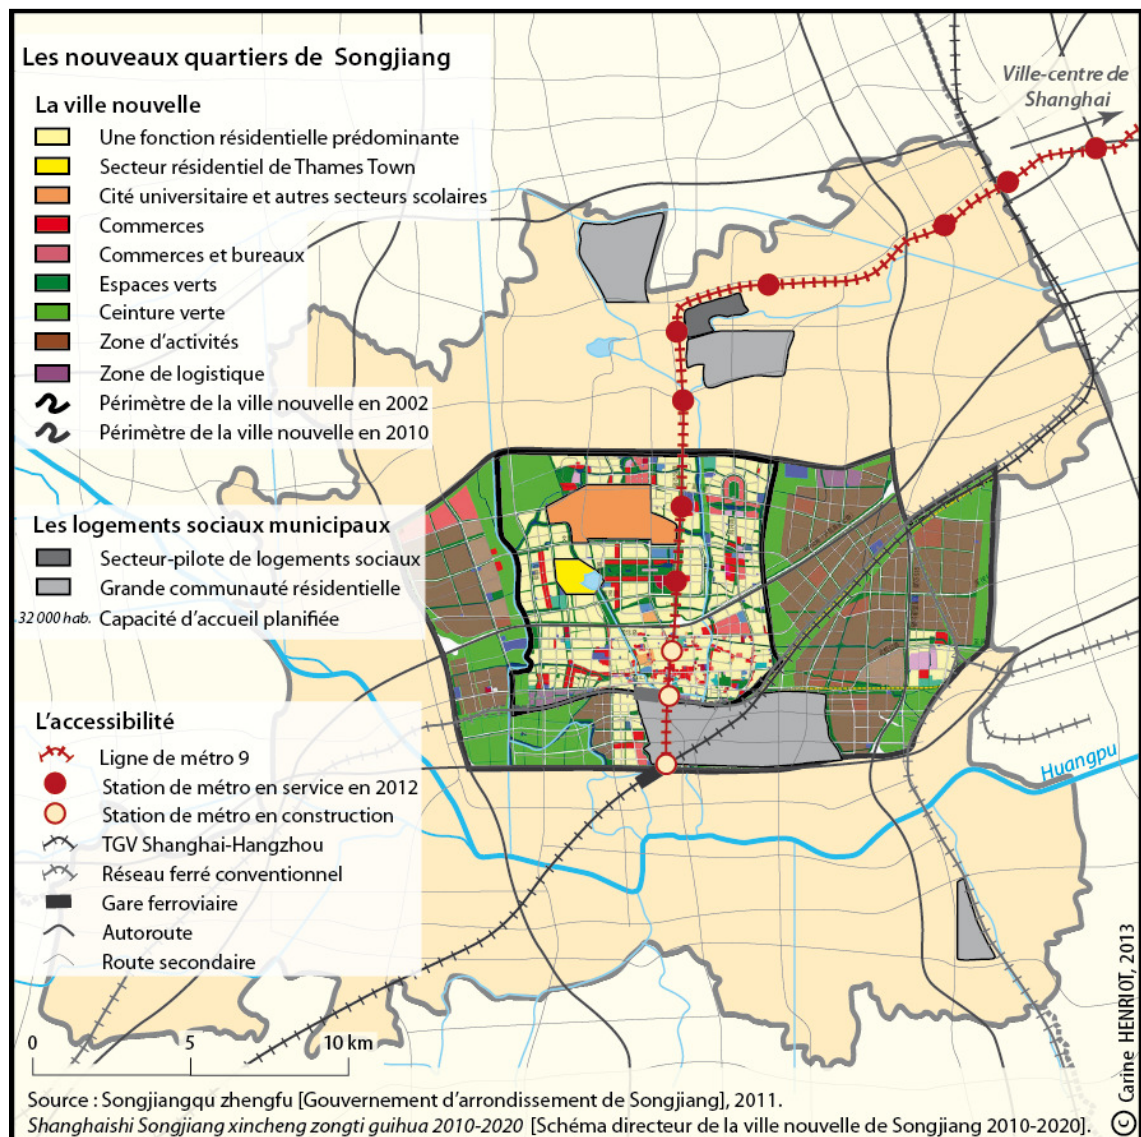 Les nouveaux quartiers de Songjiang
La ville nouvelle
Une fonction résidentielle prédominante
Secteur résidentiel de Thames Town
Cité universitaire et autres secteurs scolaires
Commerces
Commerces et bureaux
Espaces verts
Ceinture verte
Zone d'activités
Zone de logistique
Périmètre de la ville nouvelle en 2002
Périmètre de la ville nouvelle en 2010
Les logements sociaux municipaux
Secteur-pilote de logements sociaux
Grande communauté résidentielle
32 000 hab. Capacité d'accueil planifiée
L'accessibilité
Ligne de métro 9
Station de métro en service en 2012
Station de métro en construction
TGV Shanghai-Hangzhou
Réseau ferré conventionnel
Gare ferroviaire
Autoroute
Route secondaire
0 5 10 km
Ville-centre de
Shanghai
Huangpu
Source : Songjiangqu zhengfu [Gouvernement d'arrondissement de Songjiang], 2011.
Shanghaishi Songjiang xincheng zongti guihua 2010-2020 [Schéma directeur de la ville nouvelle de Songjiang 2010-2020].
© Carine HENRIOT, 2013